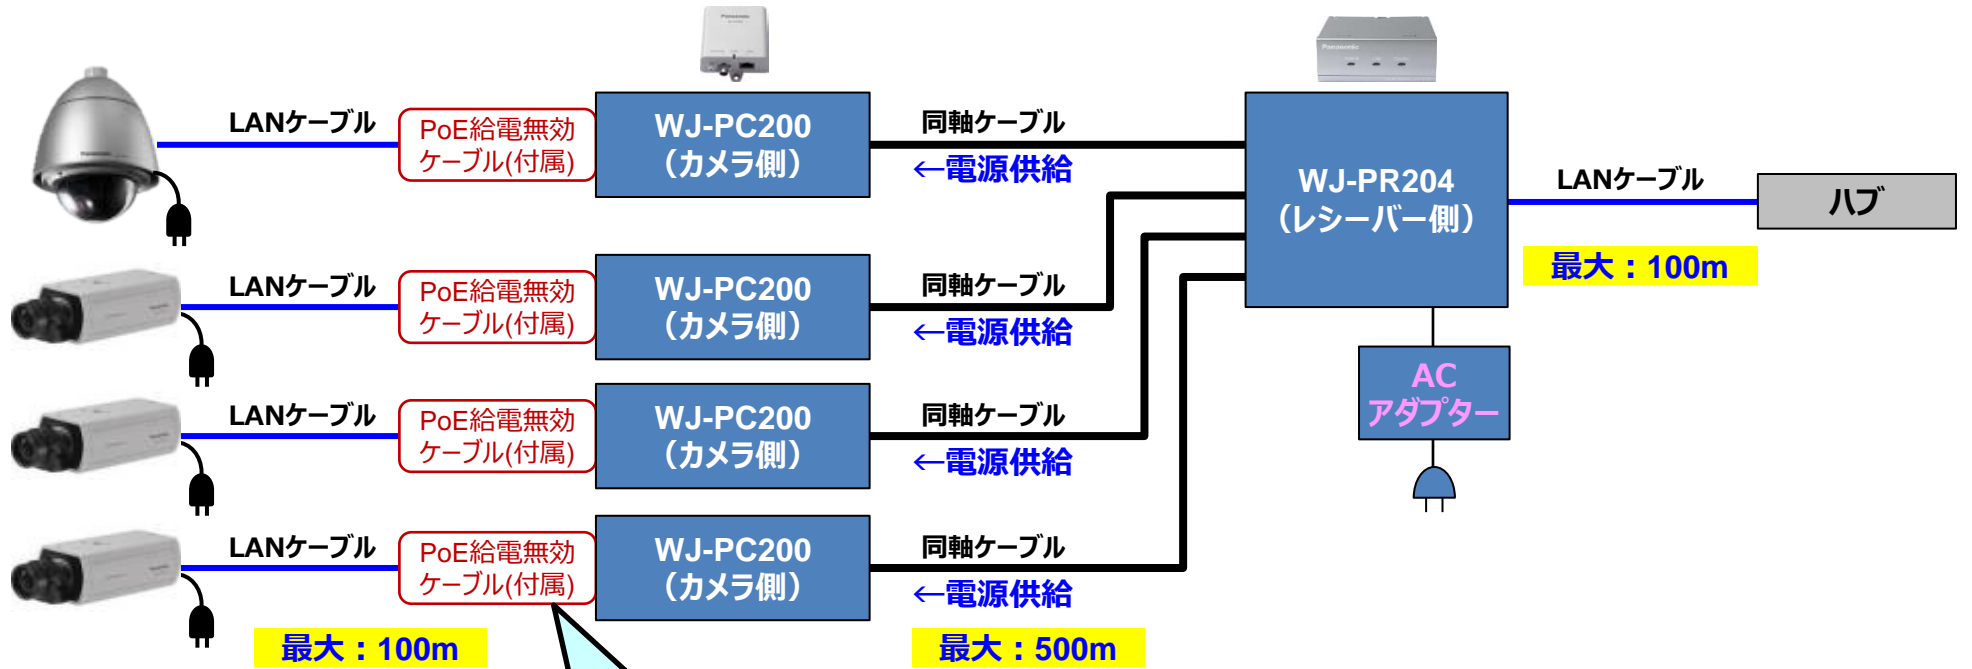 Panasonic
Panasonic
LANケーブル
PoE給電無効
ケーブル(付属)
WJ-PC200
（カメラ側）
同軸ケーブル
←電源供給
WJ-PR204
（レシーバー側）
LANケーブル
ハブ
最大：100m
LANケーブル
PoE給電無効
ケーブル(付属)
WJ-PC200
（カメラ側）
同軸ケーブル
←電源供給
AC
アダプター
LANケーブル
PoE給電無効
ケーブル(付属)
WJ-PC200
（カメラ側）
同軸ケーブル
←電源供給
LANケーブル
PoE給電無効
ケーブル(付属)
WJ-PC200
（カメラ側）
同軸ケーブル
←電源供給
最大：100m
最大：500m